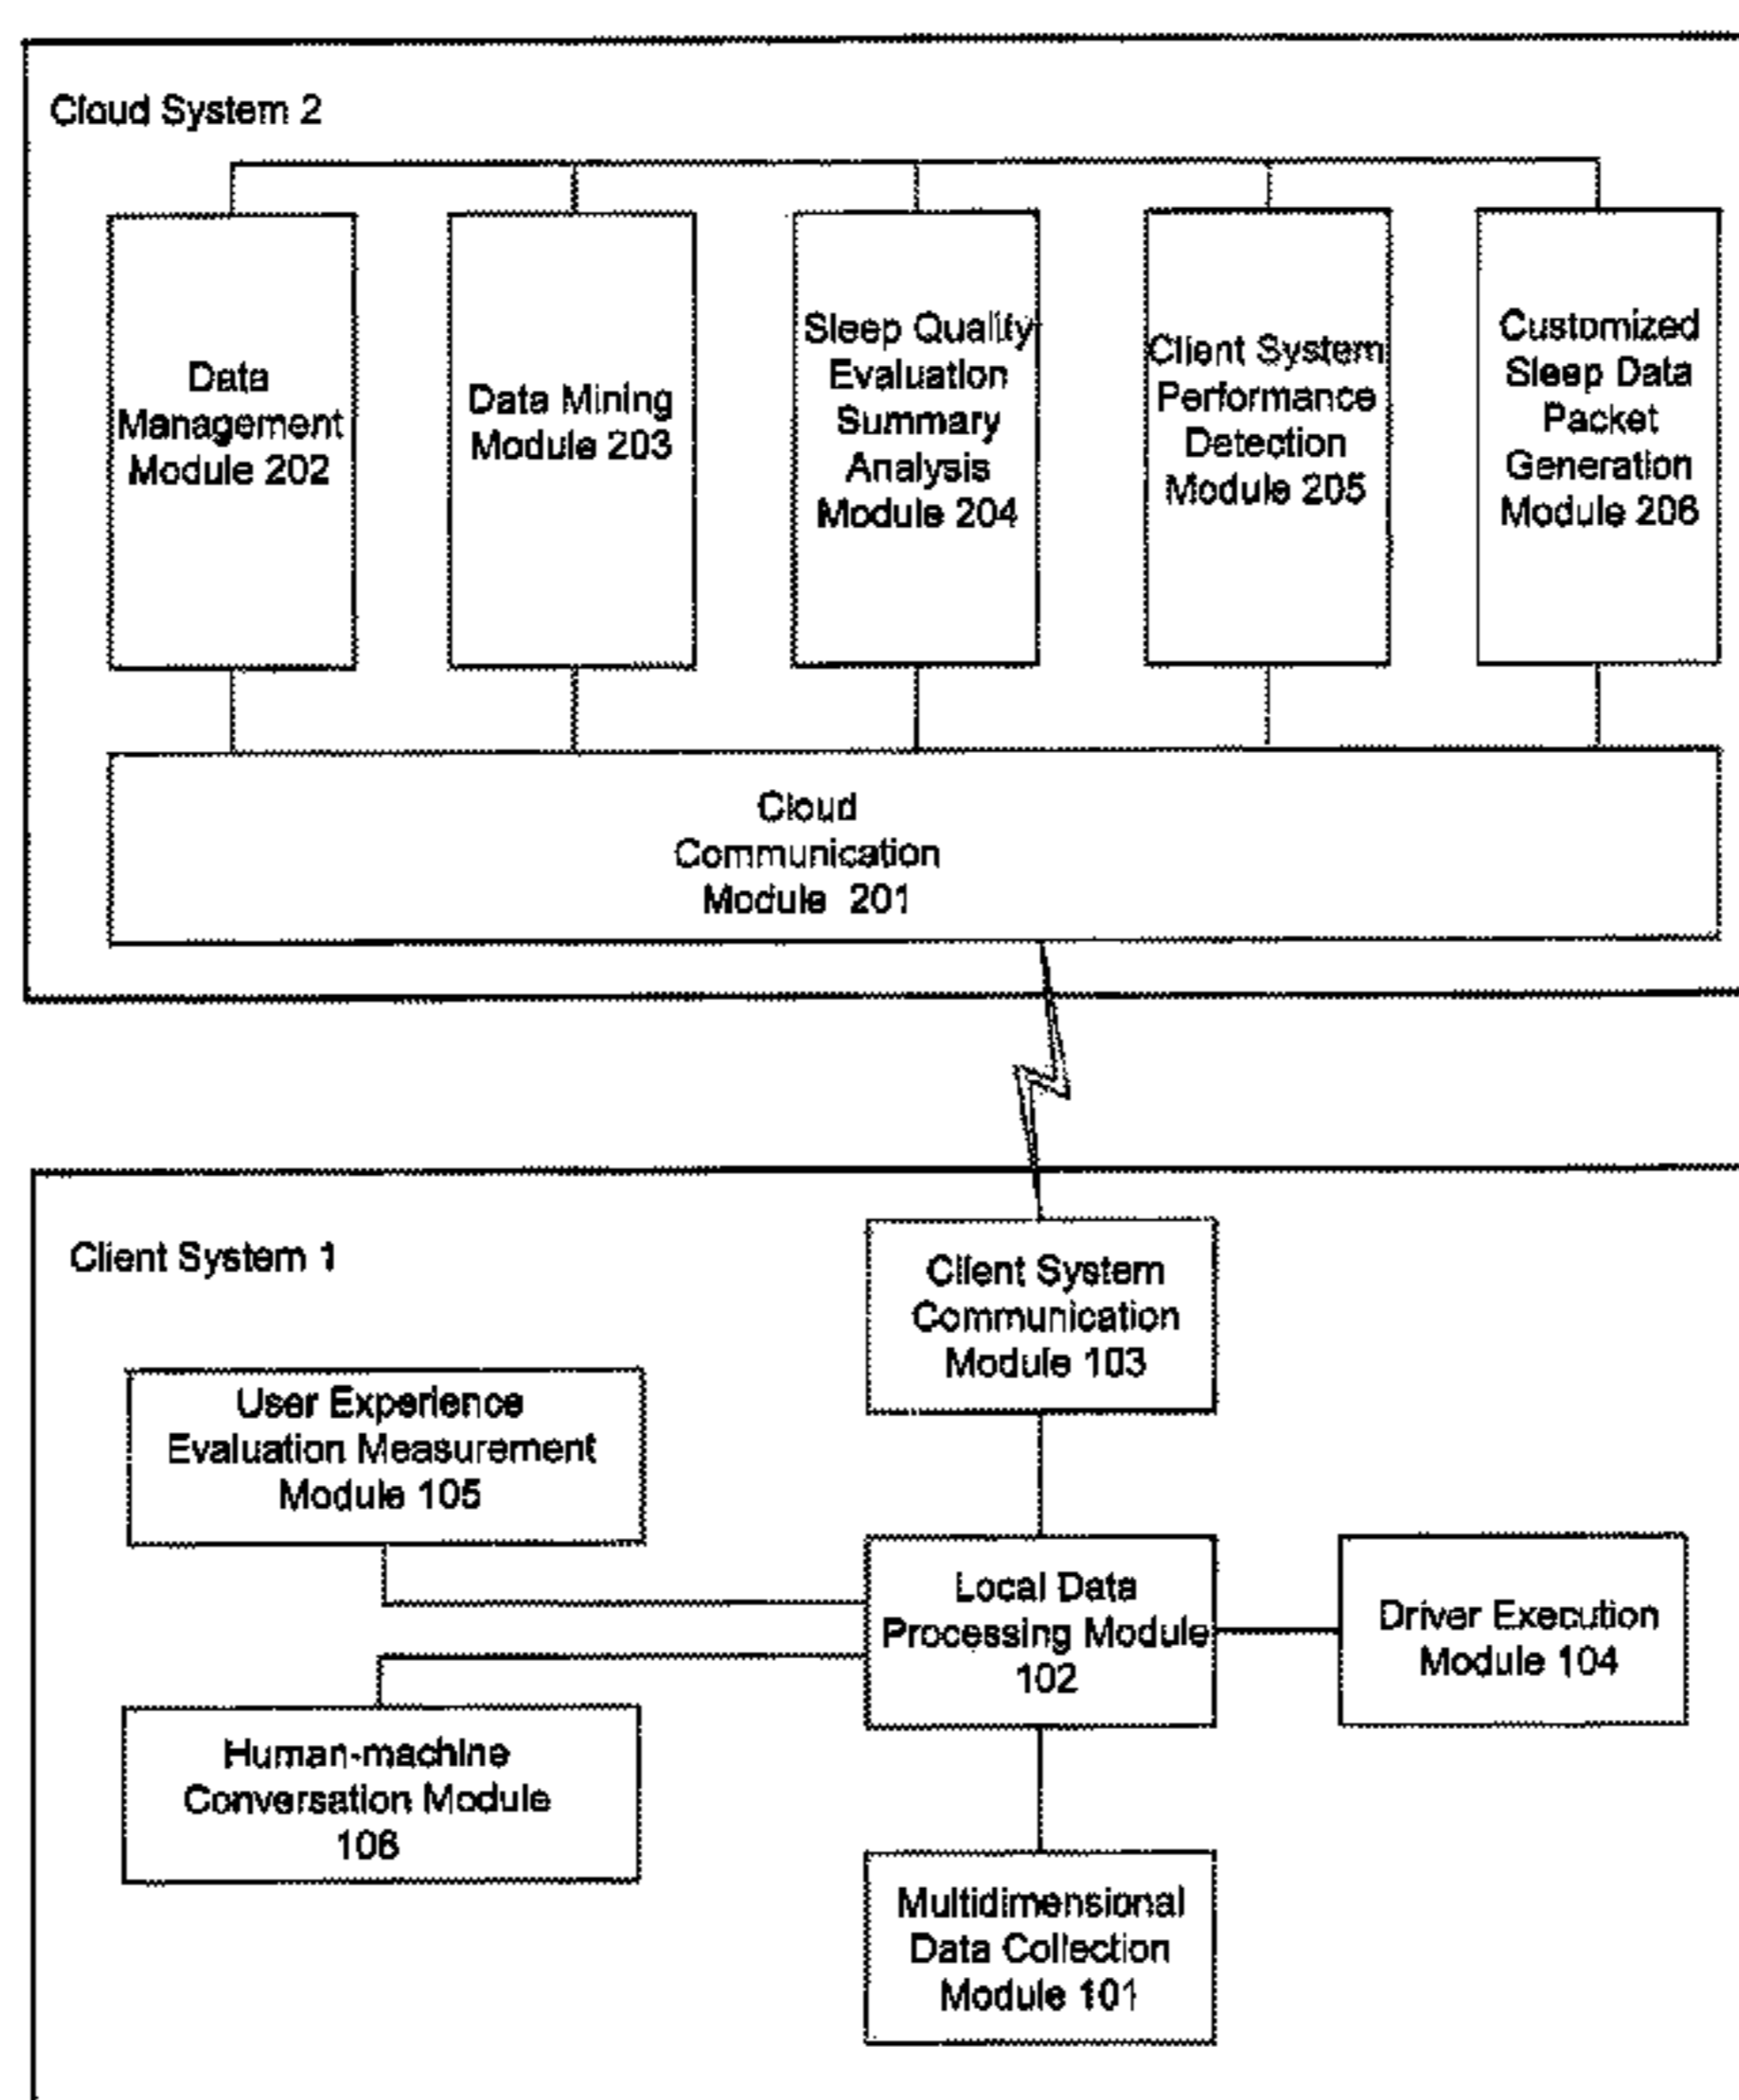 Cloud System 2
Data
Management
Module 202
Data Mining
Module 203
Sleep Quality
Evaluation
Summary
Analysis
Module 204
Client System
Performance
Detection
Module 205
Customized
Sleep Data
Packet
Generation
Module 206
Cloud
Communication
Module 201
Client System 1
Client System
Communication
Module 103
User Experience
Evaluation Measurement
Module 105
Local Data
Processing Module
102
Driver Execution
Module 104
Human-machine
Conversation Module
106
Multidimensional
Data Collection
Module 101